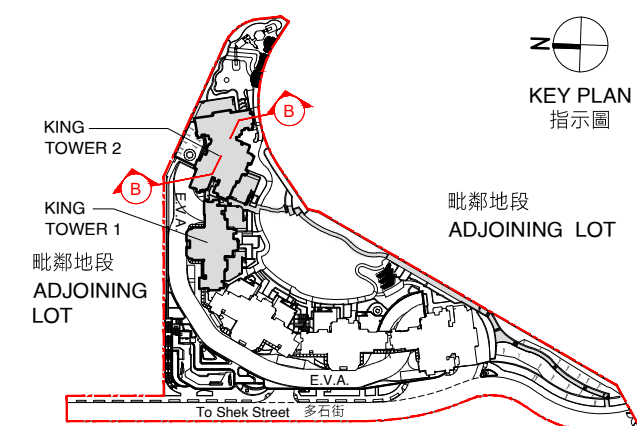 N
KEY PLAN
指示圖
B
KING
TOWER 2
B
E.V.A.
KING
TOWER 1
毗鄰地段
ADJOINING LOT
毗鄰地段
ADJOINING
LOT
E.V.A.
To Shek Street 多石街